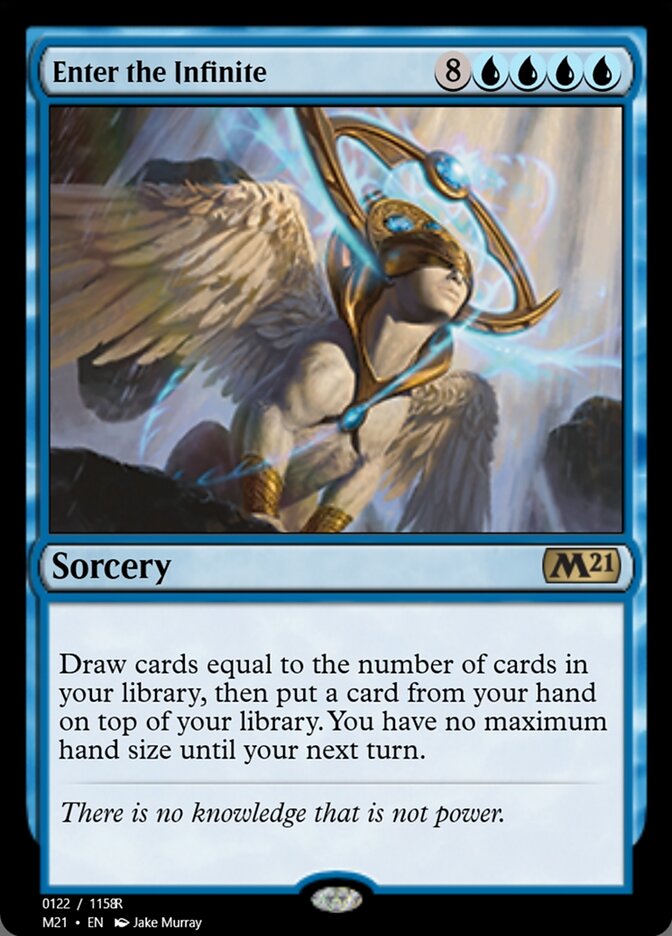 Enter the Infinite 8
Sorcery M21
Draw cards equal to the number of cards in
your library, then put a card from your hand
on top of your library. You have no maximum
hand size until your next turn.
There is no knowledge that is not power.
0122 / 1158R
M21 • EN Jake Murray